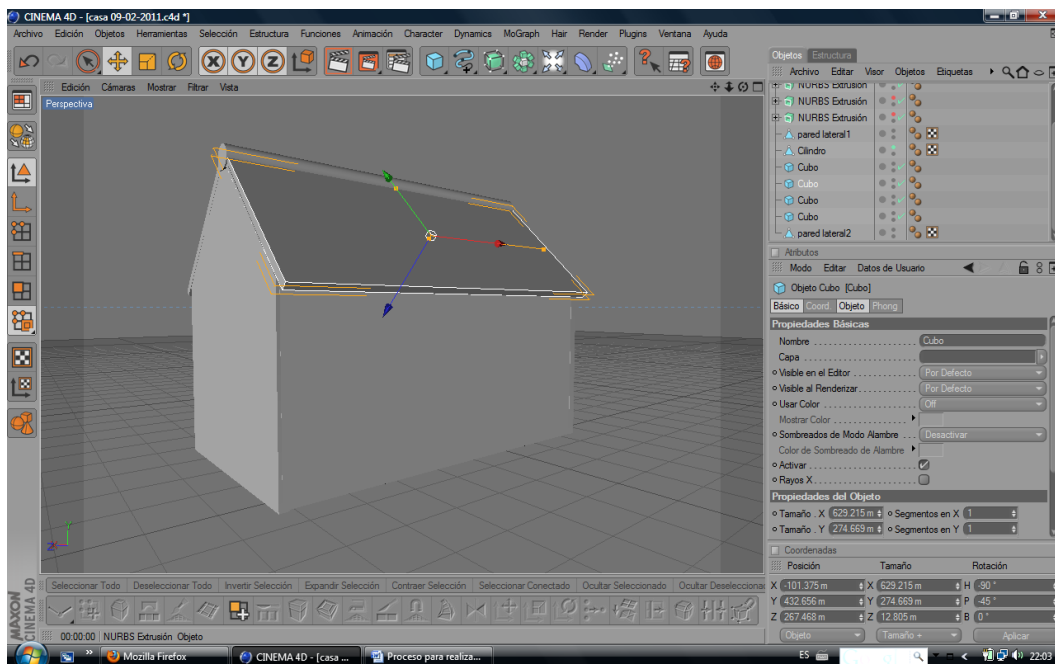 CINEMA 4D - [casa 09-02-2011.c4d *]
Archivo Edición Objetos Herramientas Selección Estructura Funciones Animación Character Dynamics MoGraph Hair Render Plugins Ventana Ayuda
Edición Cámaras Mostrar Filtrar Vista
Perspectiva
Objetos Estructura
Archivo Editar Visor Objetos Etiquetas
NURBS Extrusión
NURBS Extrusión
NURBS Extrusión
pared lateral1
Cilindro
Cubo
Cubo
Cubo
Cubo
pared lateral2
Atributos
Modo Editar Datos de Usuario
Objeto Cubo [Cubo]
Básico Coord. Objeto Phong
Propiedades Básicas
Nombre Cubo
Capa
Visible en el Editor Por Defecto
Visible al Renderizar Por Defecto
Usar Color Off
Mostrar Color
Sombreados de Modo Alambre Desactivar
Color de Sombreado de Alambre
Activar
Rayos X
Propiedades del Objeto
Tamaño . X 629.215 m Segmentos en X 1
Tamaño . Y 274.669 m Segmentos en Y 1
Coordenadas
Posición Tamaño Rotación
X -101.375 m X 629.215 m H -90 °
Y 432.656 m Y 274.669 m P -45 °
Z 267.468 m Z 12.805 m B 0 °
Objeto Tamaño + Aplicar
Y
Z
Seleccionar Todo Deseleccionar Todo Invertir Selección Expandir Selección Contraer Selección Seleccionar Conectado Ocultar Seleccionado Ocultar Deselecciona
MAXON
CINEMA 4D
00:00:00 NURBS Extrusión Objeto
Mozilla Firefox CINEMA 4D - [casa ... Proceso para realiza... ES 22:03